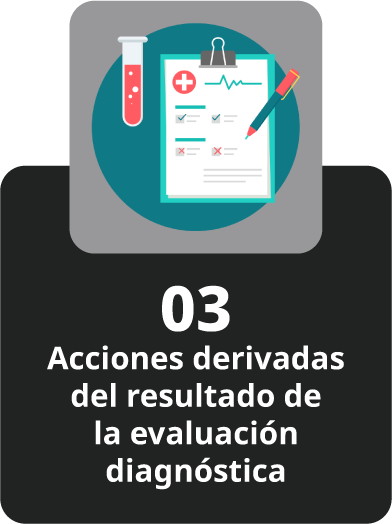 03
Acciones derivadas
del resultado de
la evaluación
diagnóstica